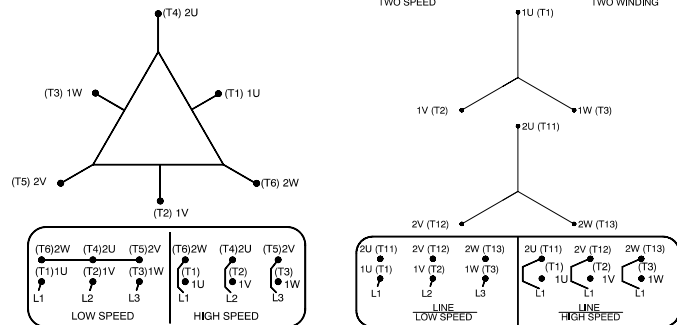 (T4) 2U
(T3) 1W
(T1) 1U
(T5) 2V
(T6) 2W
(T2) 1V
(T6)2W (T4)2U (T5)2V
(T1)1U (T2)1V (T3)1W
L1 L2 L3
LOW SPEED
(T6)2W (T4)2U (T5)2V
(T1) (T2) (T3)
1U 1V 1W
L1 L2 L3
HIGH SPEED
TWO SPEED TWO WINDING
1U (T1)
1V (T2)
1W (T3)
2U (T11)
2V (T12)
2W (T13)
2U (T11) 2V (T12) 2W (T13)
1U (T1) 1V (T2) 1W (T3)
L1 L2 L3
LINE
LOW SPEED
2U (T11) 2V (T12) 2W (T13)
(T1) (T2) (T3)
1U 1V 1W
L1 L1 L1
LINE
HIGH SPEED